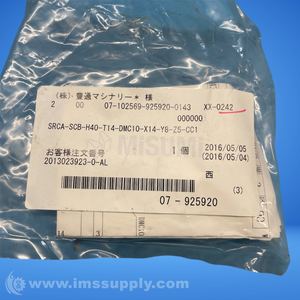 (株) 普通マシナリー* 様
2 00 07-102569-925920-0143 XX-0242
000000
SRCA-SCB-H40-T14-DMC10-X14-Y8-Z5-CC1
お客様注文番号 1個 2016/05/05
2013023923-0-AL (2016/05/04)
西 (3)
07 - 925920
www.imssupply.com